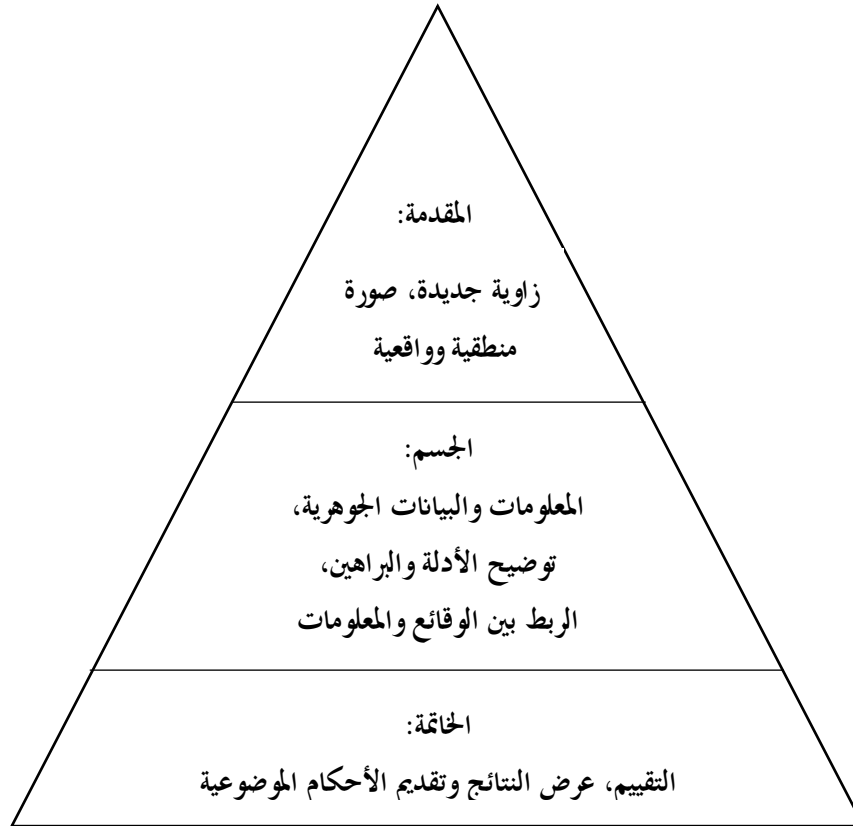 المقدمة:
زاوية جديدة، صورة
منطقية وواقعية
الجسم:
المعلومات والبيانات الجوهرية،
توضيح الأدلة والبراهين،
الربط بين الوقائع والمعلومات
الخاتمة:
التقييم، عرض النتائج وتقديم الأحكام الموضوعية